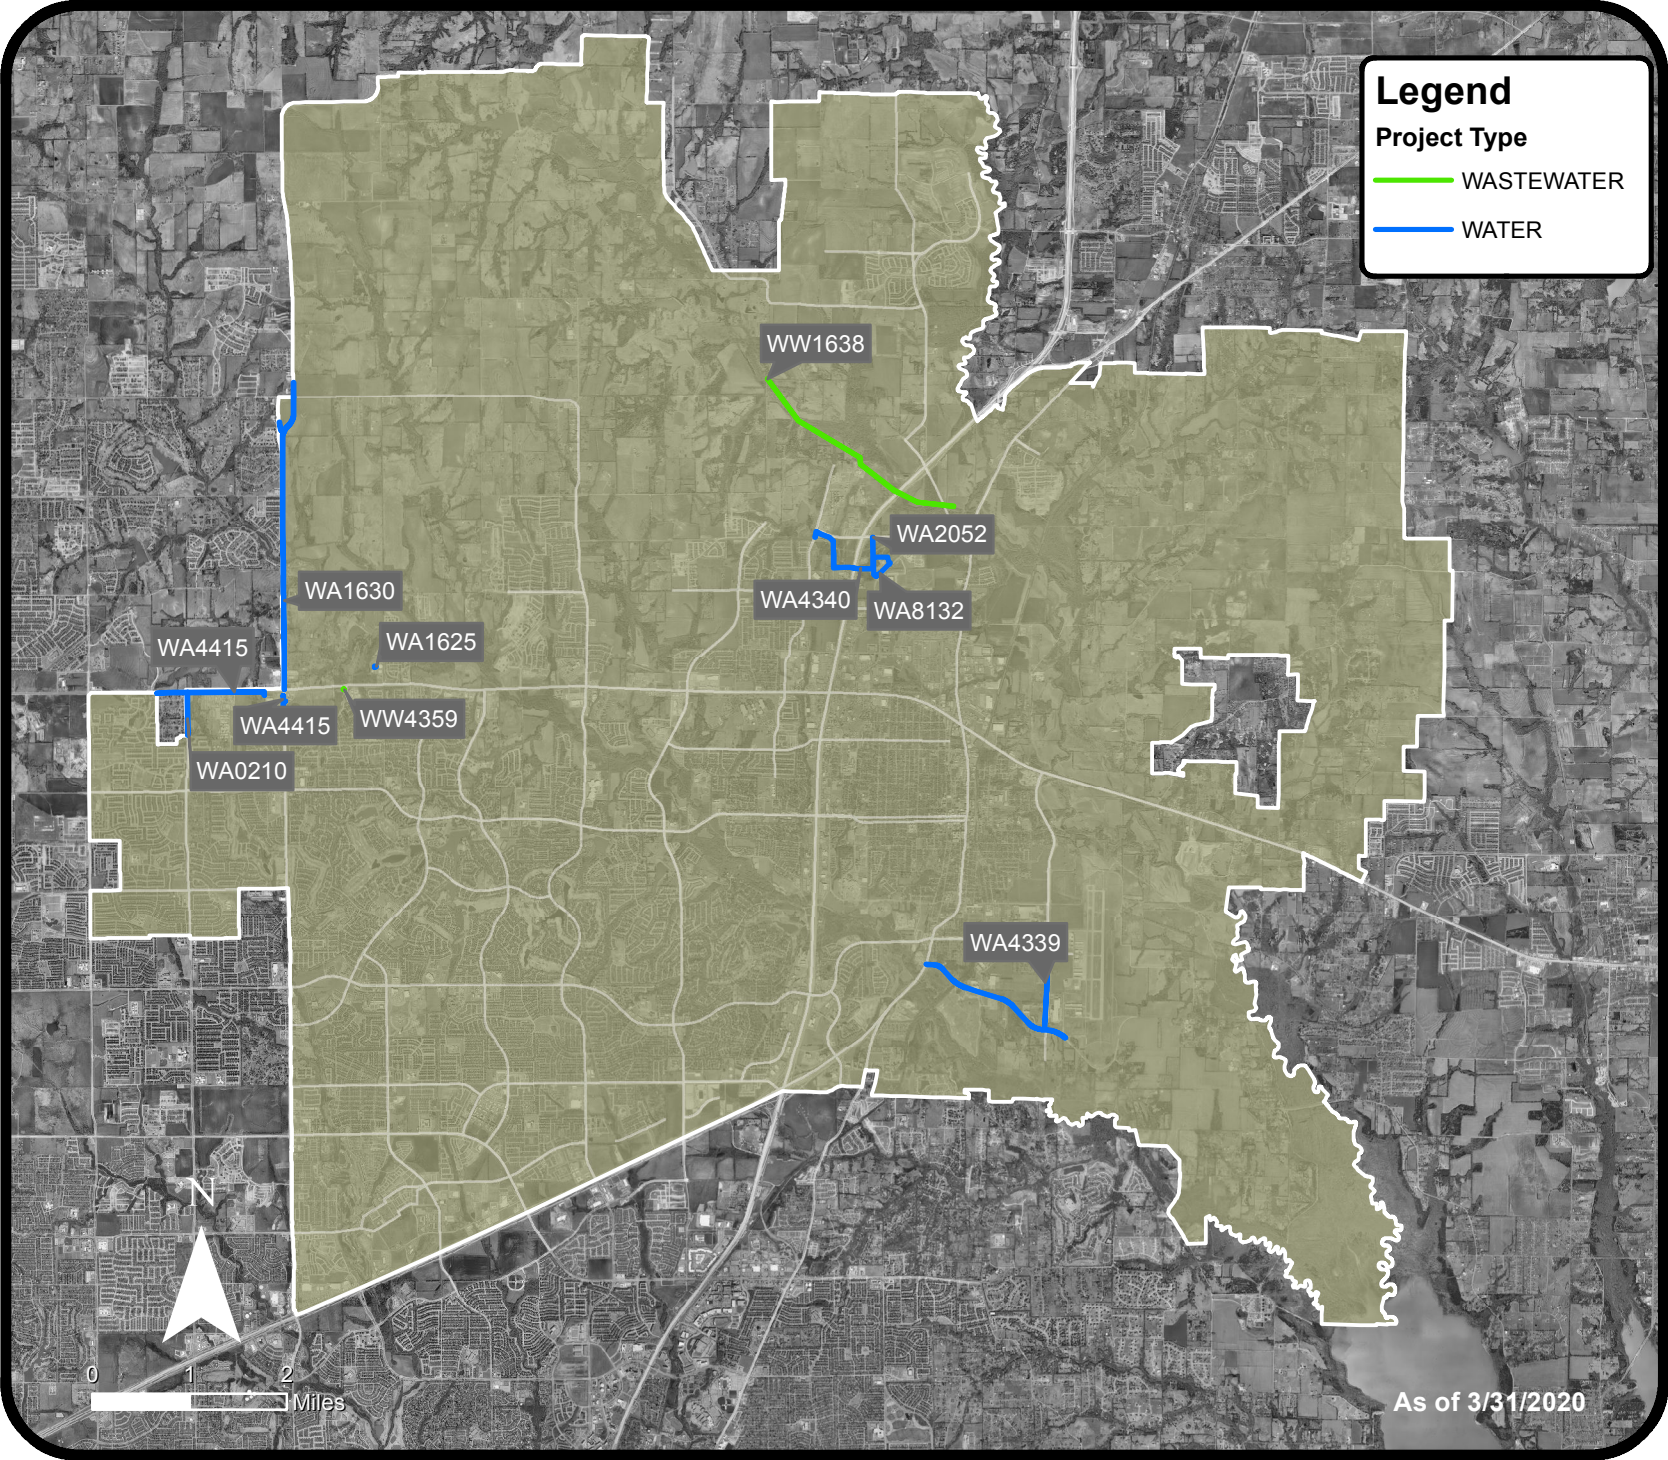 Legend
Project Type
WASTEWATER
WATER
WW1638
WA2052
WA1630
WA4340
WA8132
WA1625
WA4415
WA4415
WW4359
WA0210
WA4339
N
0 1 2
Miles
As of 3/31/2020